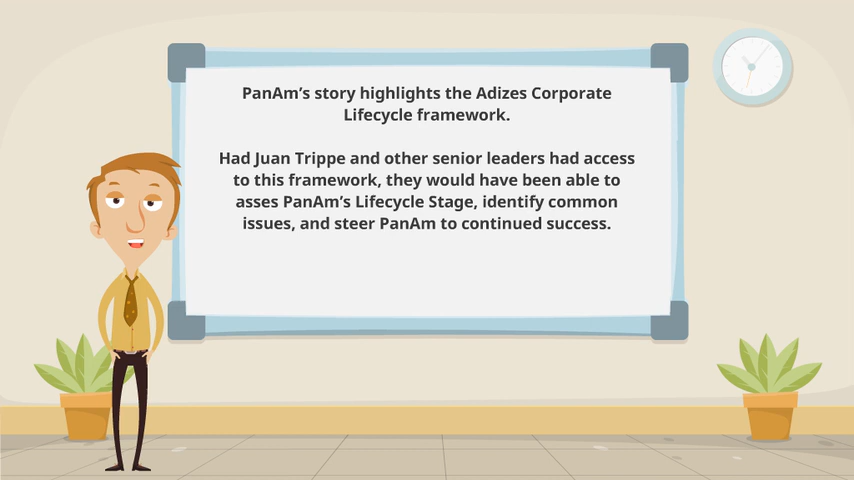 PanAm’s story highlights the Adizes Corporate
Lifecycle framework.
Had Juan Trippe and other senior leaders had access
to this framework, they would have been able to
asses PanAm’s Lifecycle Stage, identify common
issues, and steer PanAm to continued success.